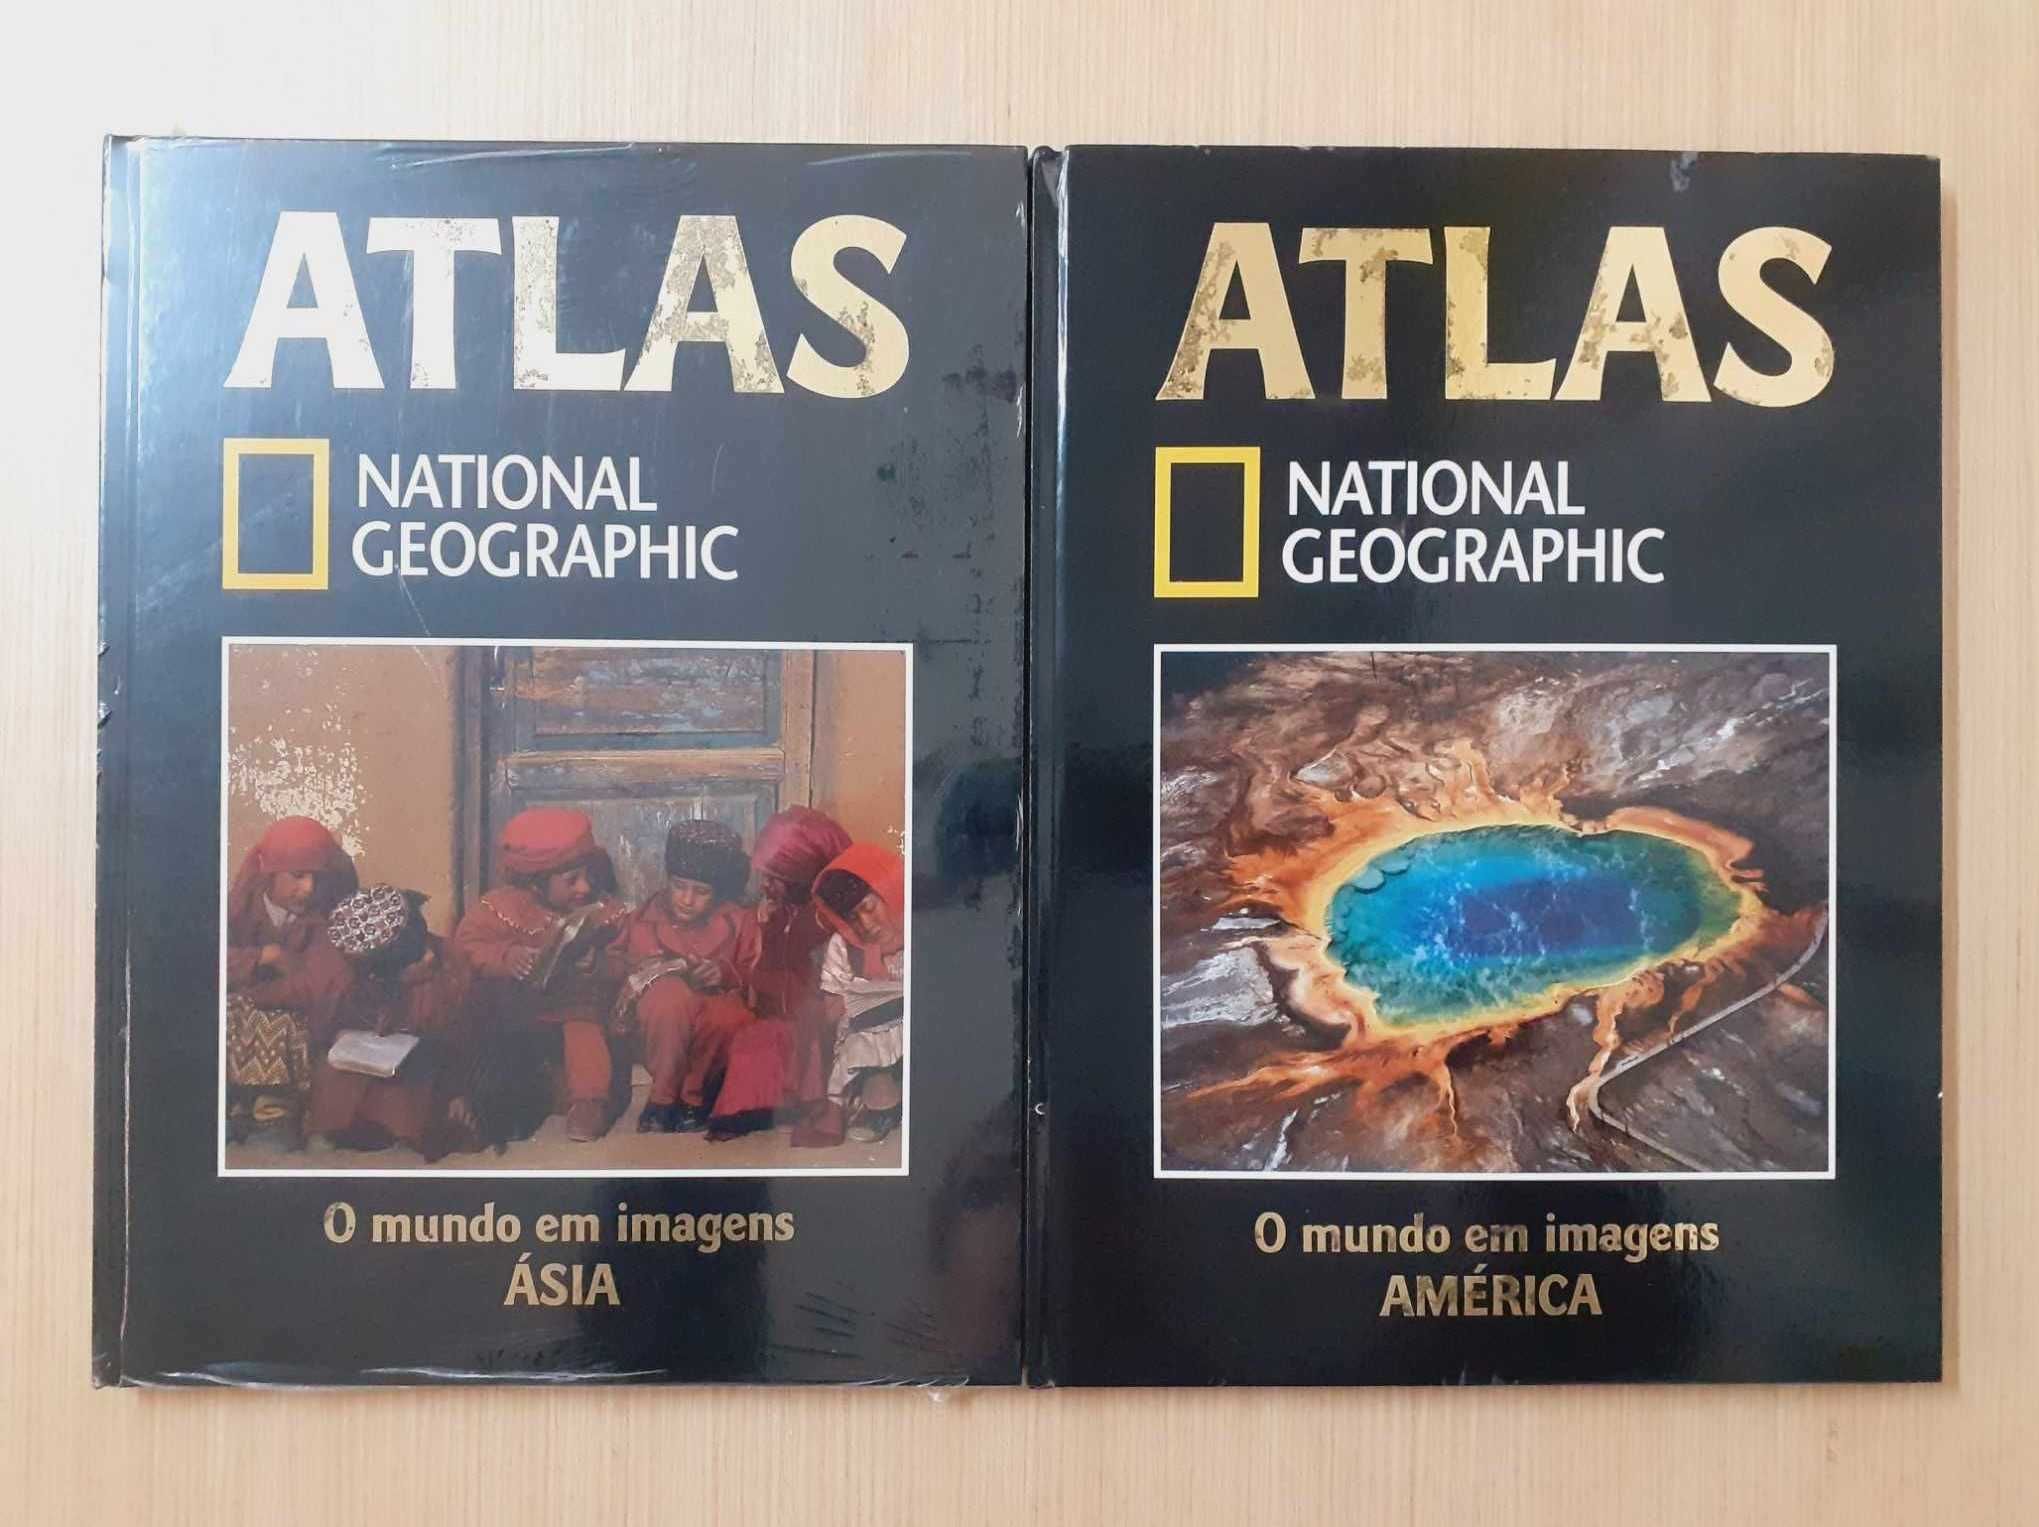 ATLAS
NATIONAL
GEOGRAPHIC
O mundo em imagens
ÁSIA
ATLAS
NATIONAL
GEOGRAPHIC
O mundo em imagens
AMÉRICA